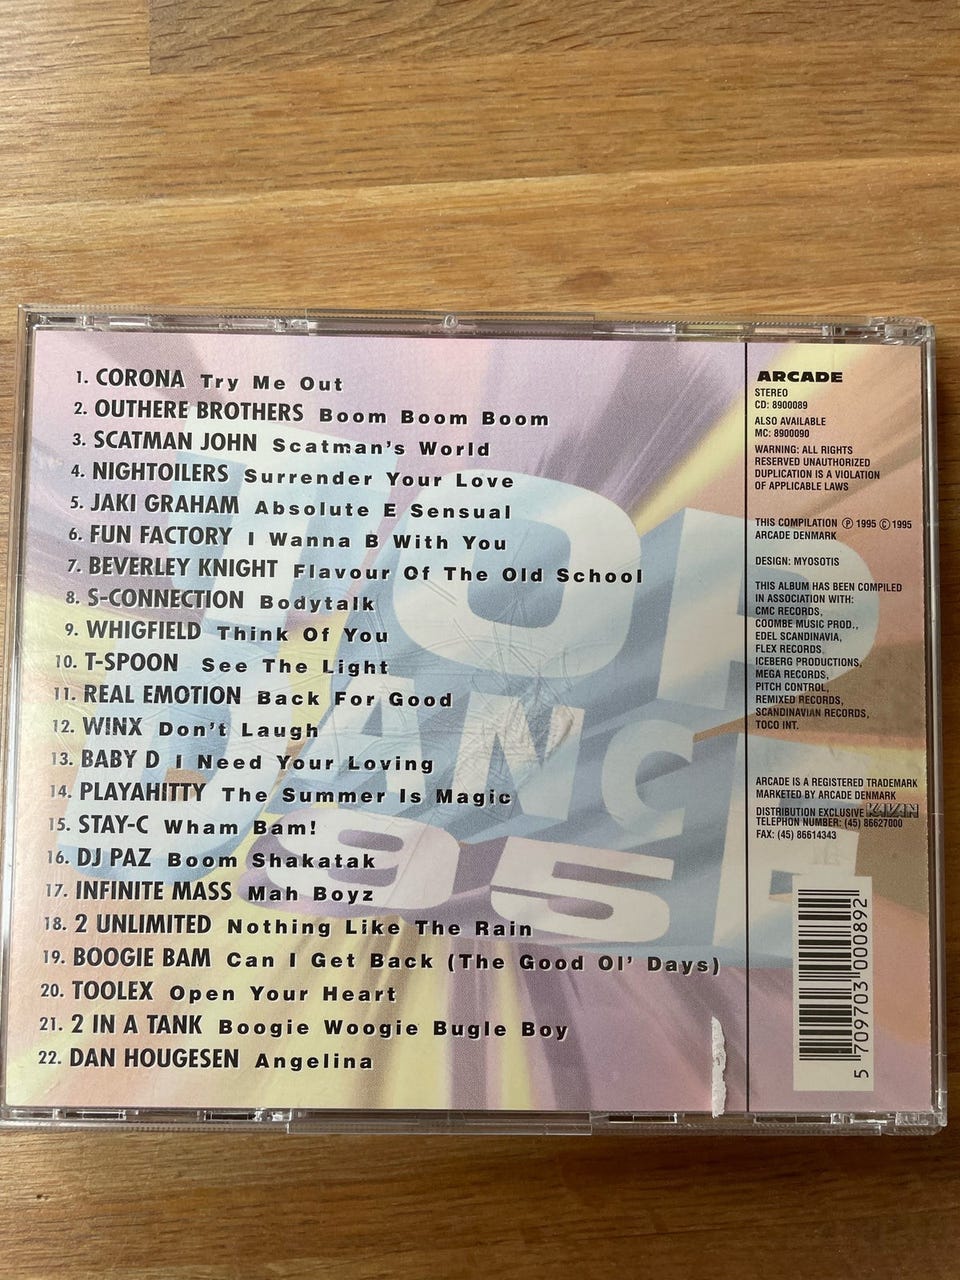 1. CORONA Try Me Out
2. OUTHERE BROTHERS Boom Boom Boom
3. SCATMAN JOHN Scatman's World
4. NIGHTOILERS Surrender Your Love
5. JAKI GRAHAM Absolute E Sensual
6. FUN FACTORY I Wanna B With You
7. BEVERLEY KNIGHT Flavour Of The Old School
8. S-CONNECTION Bodytalk
9. WHIGFIELD Think Of You
10. T-SPOON See The Light
11. REAL EMOTION Back For Good
12. WINX Don't Laugh
13. BABY D I Need Your Loving
14. PLAYAHITTY The Summer Is Magic
15. STAY-C Wham Bam!
16. DJ PAZ Boom Shakatak
17. INFINITE MASS Mah Boyz
18. 2 UNLIMITED Nothing Like The Rain
19. BOOGIE BAM Can I Get Back (The Good Ol' Days)
20. TOOLEX Open Your Heart
21. 2 IN A TANK Boogie Woogie Bugle Boy
22. DAN HOUGESEN Angelina
TOP
DANCE
95
ARCADE
STEREO
CD: 8900089
ALSO AVAILABLE
MC: 8900090
WARNING: ALL RIGHTS
RESERVED UNAUTHORIZED
DUPLICATION IS A VIOLATION
OF APPLICABLE LAWS
THIS COMPILATION ℗ 1995 © 1995
ARCADE DENMARK
DESIGN: MYOSOTIS
THIS ALBUM HAS BEEN COMPILED
IN ASSOCIATION WITH:
CMC RECORDS,
COOMBE MUSIC PROD.,
EDEL SCANDINAVIA,
FLEX RECORDS,
ICEBERG PRODUCTIONS,
MEGA RECORDS,
PITCH CONTROL,
REMIXED RECORDS,
SCANDINAVIAN RECORDS,
TOCO INT.
ARCADE IS A REGISTERED TRADEMARK
MARKETED BY ARCADE DENMARK
DISTRIBUTION EXCLUSIVE
TELEPHON NUMBER: (45) 86627000
FAX: (45) 86614343
5 709703 000892